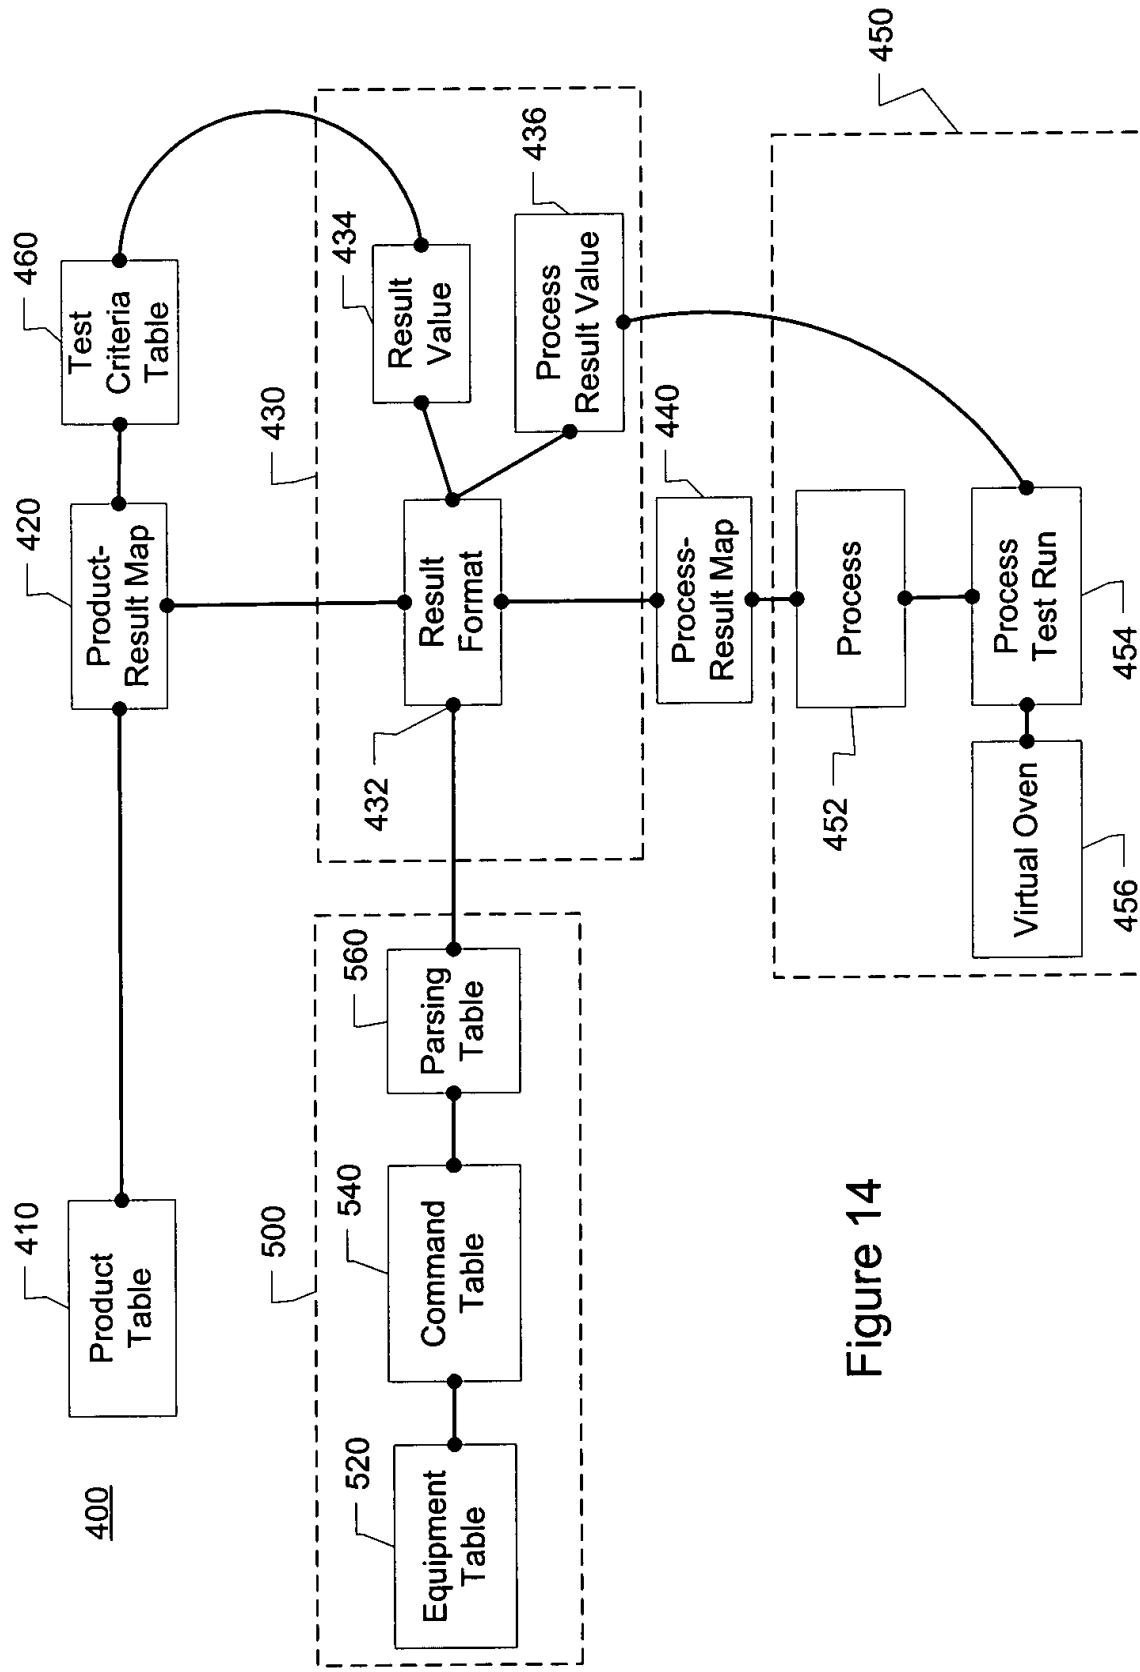 400
410
Product
Table
420
Product-
Result Map
460
Test
Criteria
Table
500
520
Equipment
Table
540
Command
Table
560
Parsing
Table
430
432
Result
Format
434
Result
Value
436
Process
Result Value
440
Process-
Result Map
450
452
Process
454
Process
Test Run
456
Virtual Oven
Figure 14